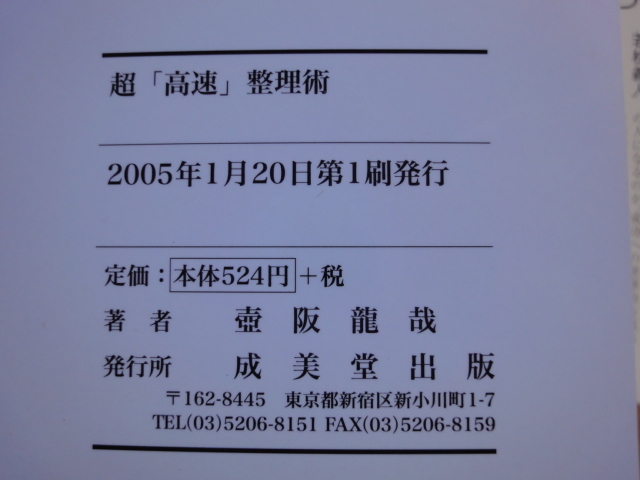 超「高速」整理術
2005年1月20日第1刷発行
定価：本体524円＋税
著者 壺阪龍哉
発行所 成美堂出版
〒162-8445 東京都新宿区新小川町1-7
TEL(03)5206-8151 FAX(03)5206-8159